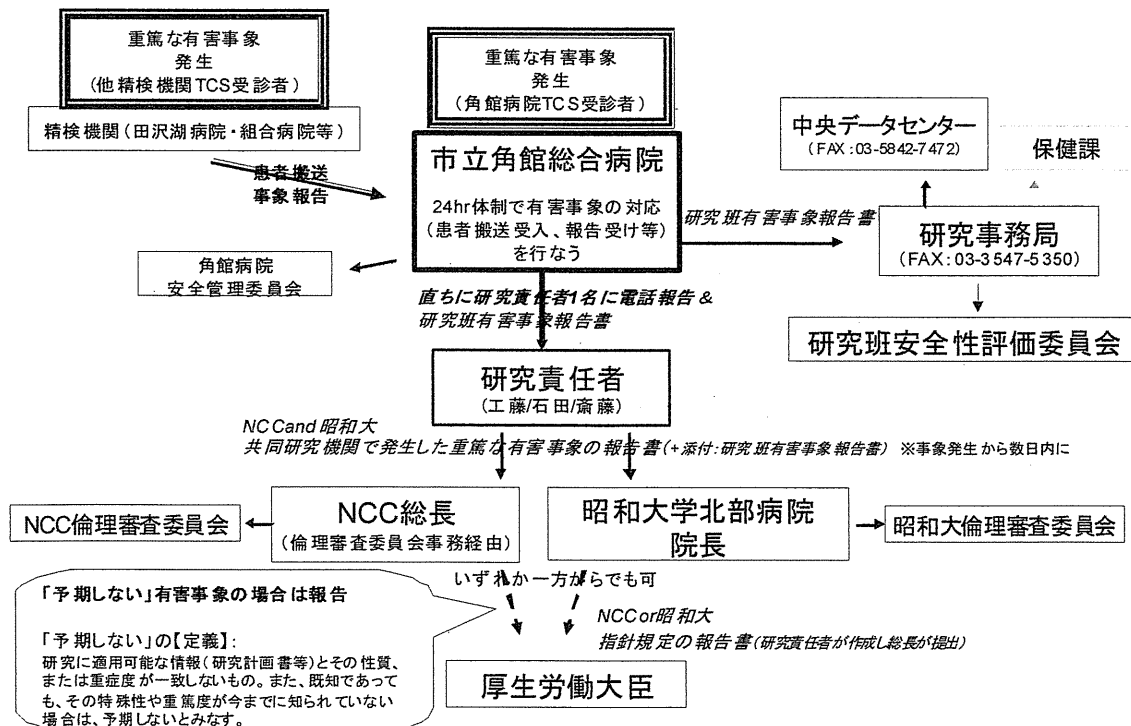 重篤な有害事象
発生
(他精検機関TCS受診者)
精検機関(田沢湖病院・組合病院等)
重篤な有害事象
発生
(角館病院TCS受診者)
患者搬送
事象報告
市立角館総合病院
24hr体制で有害事象の対応
(患者搬送受入、報告受け等)
を行なう
中央データセンター
(FAX:03-5842-7472)
保健課
研究班有害事象報告書
研究事務局
(FAX:03-3547-5350)
角館病院
安全管理委員会
直ちに研究責任者1名に電話報告 &
研究班有害事象報告書
研究班安全性評価委員会
研究責任者
(工藤/石田/斎藤)
NCCand昭和大
共同研究機関で発生した重篤な有害事象の報告書(+添付:研究班有害事象報告書) ※事象発生から数日内に
NCC倫理審査委員会
NCC総長
(倫理審査委員会事務経由)
昭和大学北部病院
院長
昭和大倫理審査委員会
いずれか一方からでも可
「予期しない」有害事象の場合は報告
「予期しない」の【定義】:
研究に適用可能な情報(研究計画書等)とその性質、
または重症度が一致しないもの。また、既知であって
も、その特殊性や重篤度が今までに知られていない
場合は、予期しないとみなす。
NCCor昭和大
指針規定の報告書(研究責任者が作成し総長が提出)
厚生労働大臣